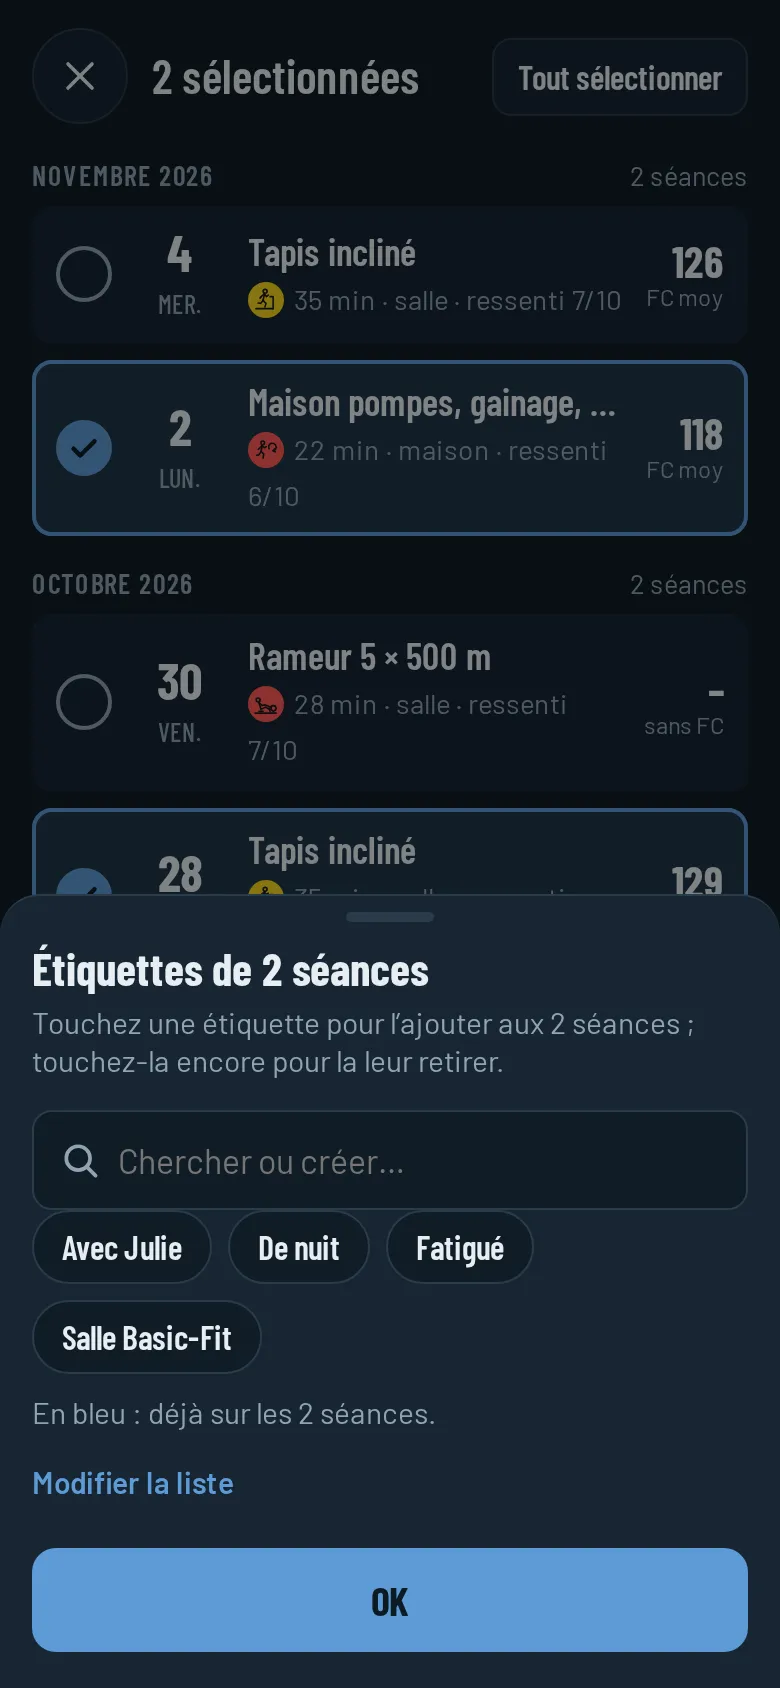 2 sélectionnées
Tout sélectionner
NOVEMBRE 2026
2 séances
4
MER.
Tapis incliné
35 min · salle · ressenti 7/10
126
FC moy
2
LUN.
Maison pompes, gainage, ...
22 min · maison · ressenti
6/10
118
FC moy
OCTOBRE 2026
2 séances
30
VEN.
Rameur 5 × 500 m
28 min · salle · ressenti
7/10
–
sans FC
28
Tapis incliné
129
Étiquettes de 2 séances
Touchez une étiquette pour l’ajouter aux 2 séances ;
touchez-la encore pour la leur retirer.
Chercher ou créer…
Avec Julie
De nuit
Fatigué
Salle Basic-Fit
En bleu : déjà sur les 2 séances.
Modifier la liste
OK